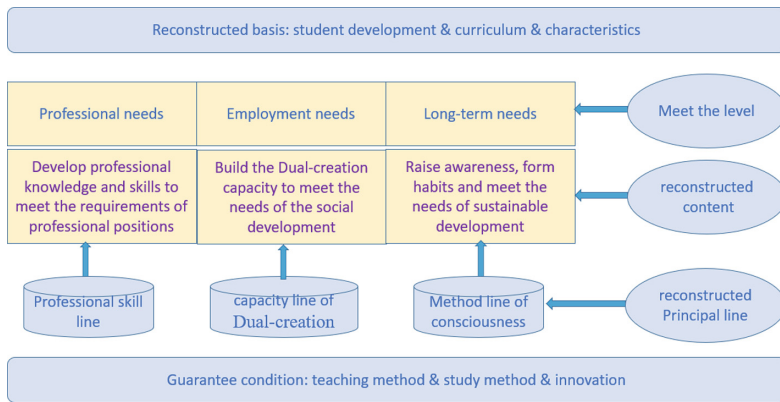 Reconstructed basis: student development & curriculum & characteristics
Professional needs
Employment needs
Long-term needs
Meet the level
Develop professional
knowledge and skills to
meet the requirements of
professional positions
Build the Dual-creation
capacity to meet the
needs of the social
development
Raise awareness, form
habits and meet the
needs of sustainable
development
reconstructed
content
Professional skill
line
capacity line of
Dual-creation
Method line of
consciousness
reconstructed
Principal line
Guarantee condition: teaching method & study method & innovation